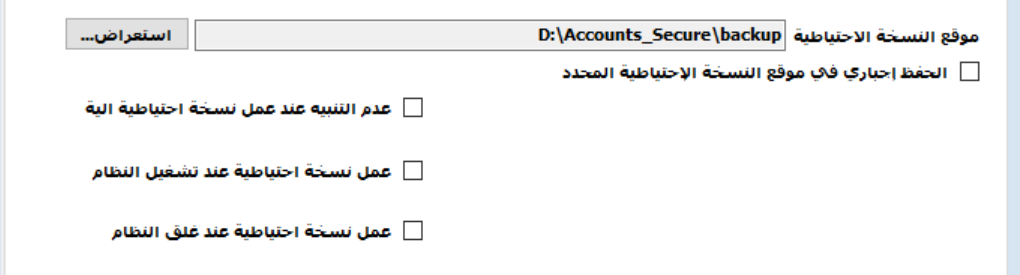 موقع النسخة الاحتياطية D:\Accounts_Secure\backup استعراض...
الحفظ إجباري في موقع النسخة الإحتياطية المحدد
عدم التنبيه عند عمل نسخة احتياطية الية
عمل نسخة احتياطية عند تشغيل النظام
عمل نسخة احتياطية عند غلق النظام